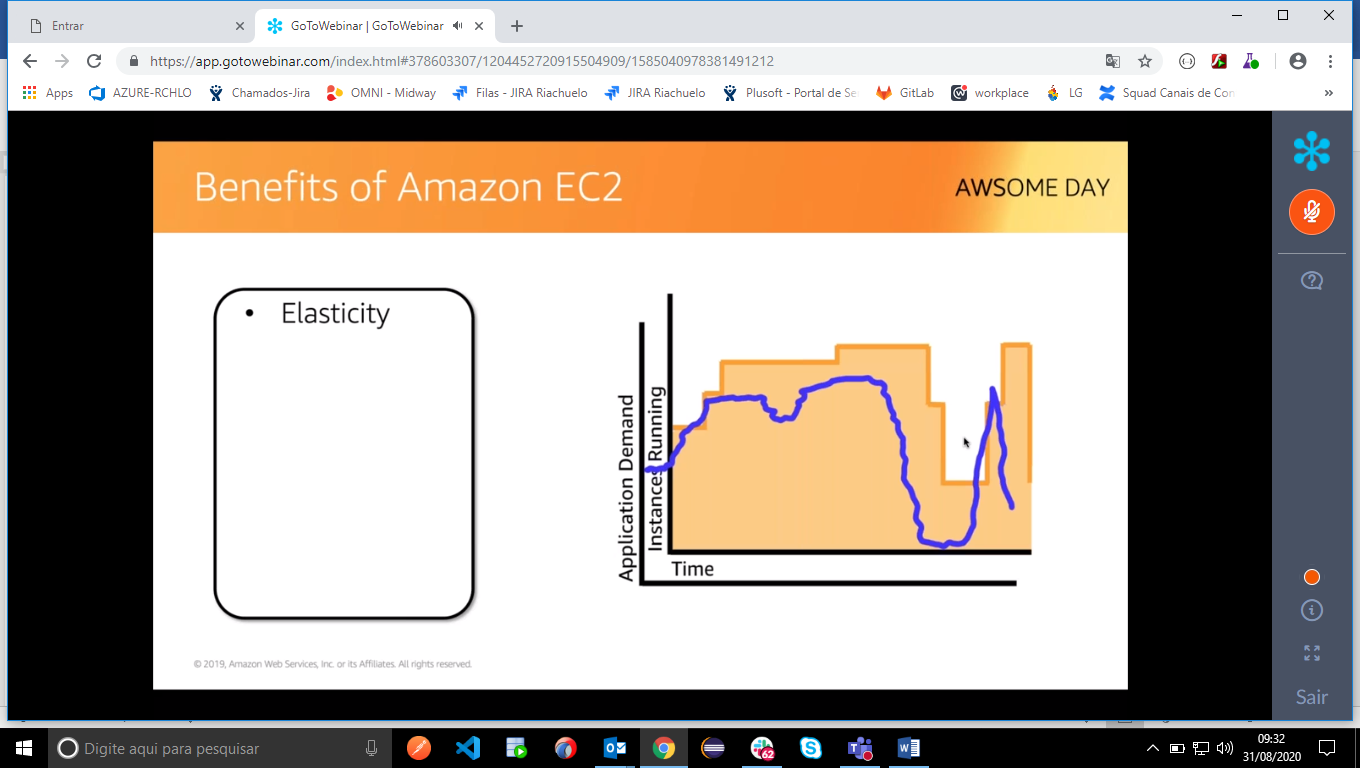 Entrar
GoToWebinar | GoToWebinar
https://app.gotowebinar.com/index.html#378603307/1204452720915504909/1585040978381491212
Apps
AZURE-RCHLO
Chamados-Jira
OMNI - Midway
Filas - JIRA Riachuelo
JIRA Riachuelo
Plusoft - Portal de Se
GitLab
workplace
LG
Squad Canais de Con
»
Benefits of Amazon EC2
AWSOME DAY
• Elasticity
Application Demand
Instances Running
Time
© 2019, Amazon Web Services, Inc. or its Affiliates. All rights reserved.
Sair
Digite aqui para pesquisar
62
09:32
31/08/2020